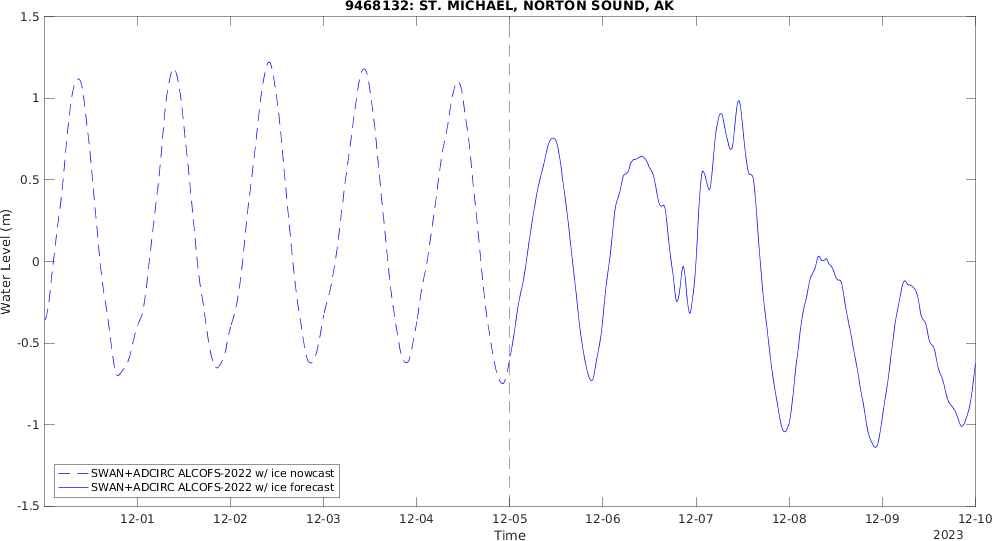 9468132: ST. MICHAEL, NORTON SOUND, AK
1.5
1
0.5
0
-0.5
-1
-1.5
Water Level (m)
SWAN+ADCIRC ALCOFS-2022 w/ ice nowcast
SWAN+ADCIRC ALCOFS-2022 w/ ice forecast
12-01 12-02 12-03 12-04 12-05 12-06 12-07 12-08 12-09 12-10
Time
2023